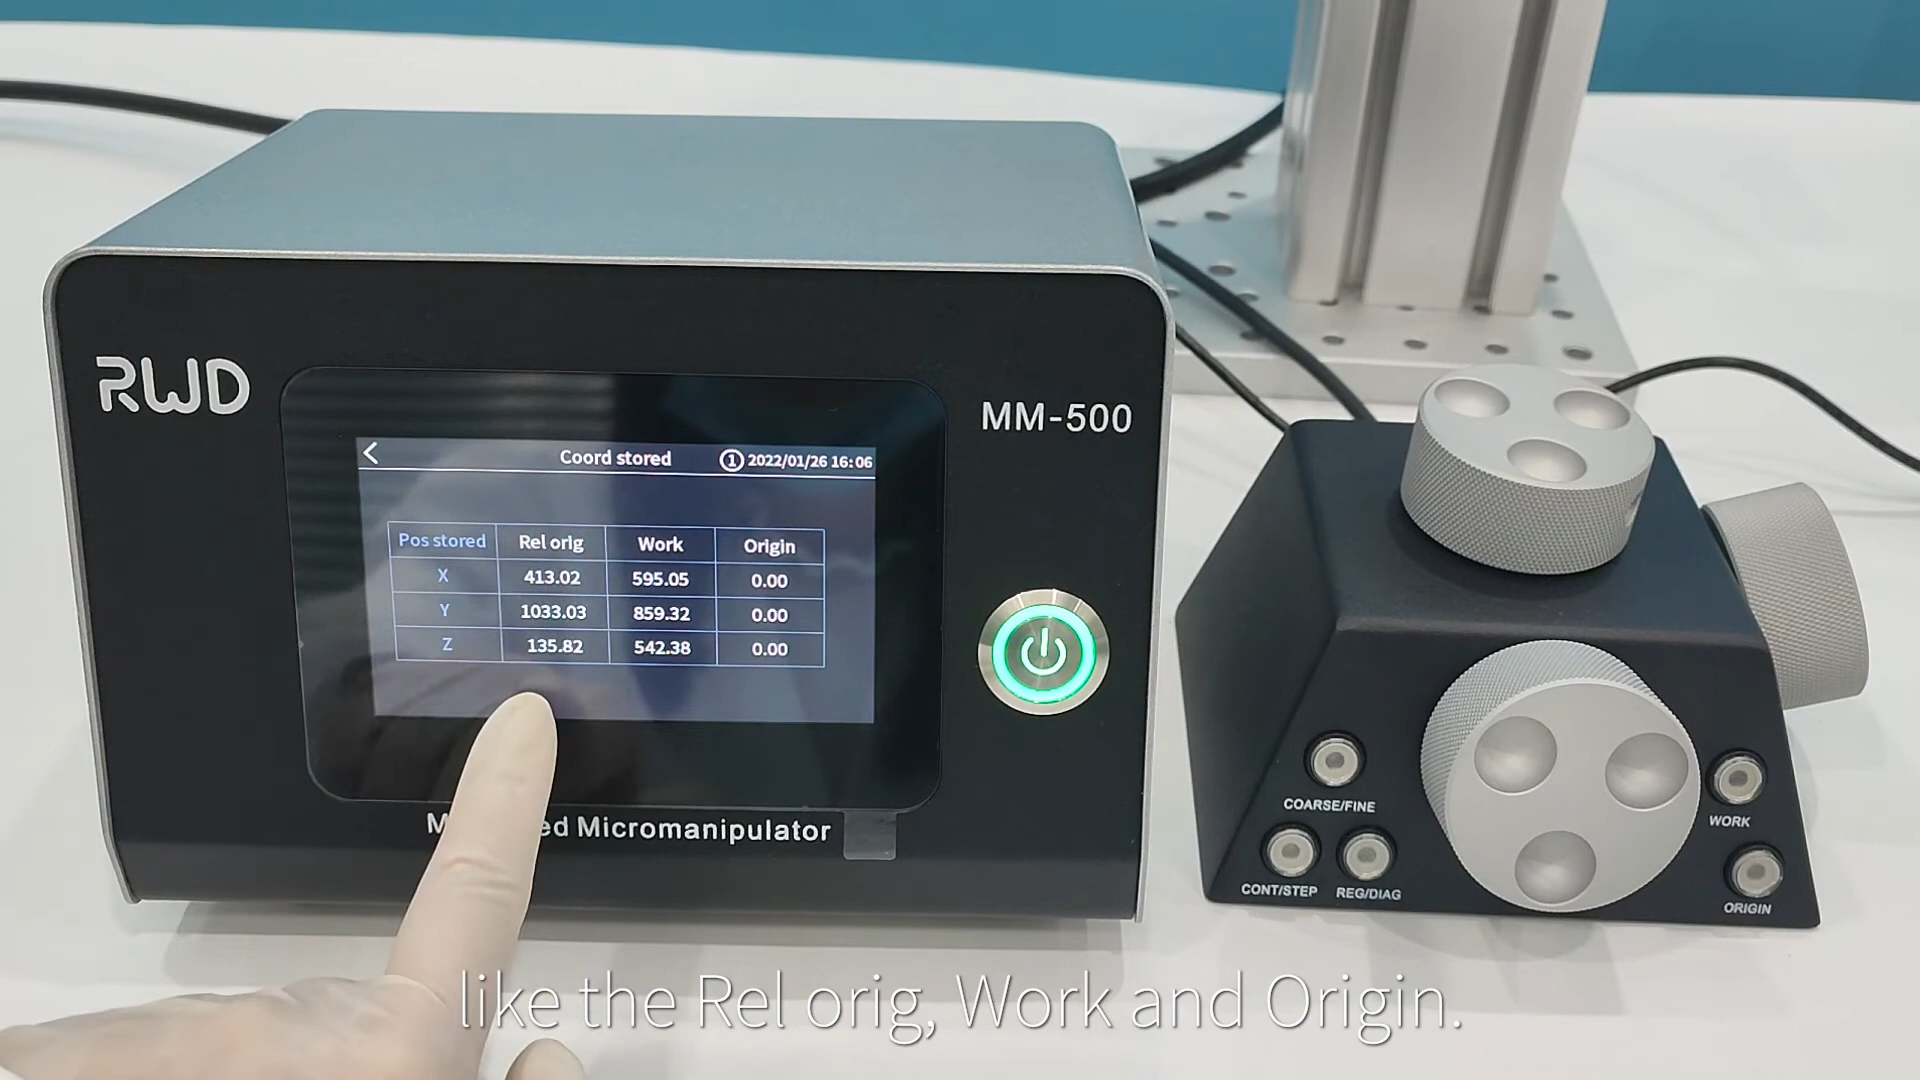 RWD
MM-500
< Coord stored 1 2022/01/26 16:06
Pos stored Rel orig Work Origin
X 413.02 595.05 0.00
Y 1033.03 859.32 0.00
Z 135.82 542.38 0.00
Micromanipulator
COARSE/FINE
WORK
CONT/STEP REG/DIAG
ORIGIN
like the Rel orig, Work and Origin.